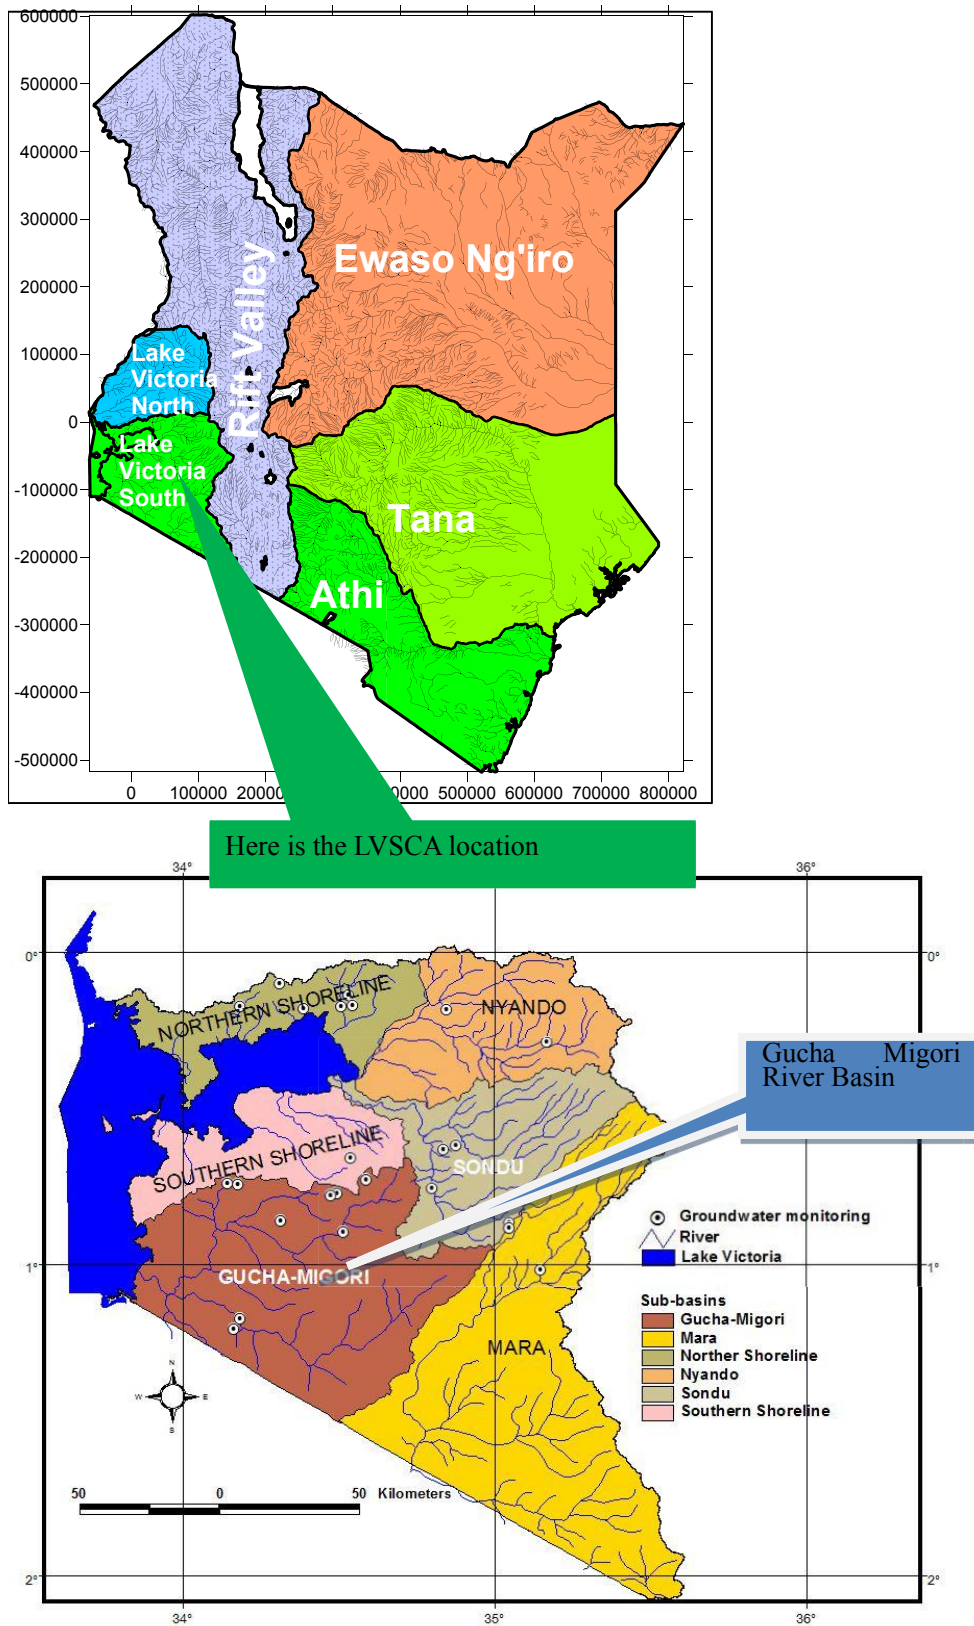 600000
500000
400000
300000
200000
100000
0
-100000
-200000
-300000
-400000
-500000
Ewaso Ng'iro
Rift Valley
Lake
Victoria
North
Lake
Victoria
South
Tana
Athi
0 100000 20000 00000 500000 600000 700000 800000
Here is the LVSCA location
34° 36°
0° 0°
NORTHERN SHORELINE
NYANDO
Gucha Migori
River Basin
SOUTHERN SHORELINE
SONDU
Groundwater monitoring
River
Lake Victoria
1° 1°
GUCHA-MIGORI
Sub-basins
Gucha-Migori
Mara
Norther Shoreline
Nyando
Sondu
Southern Shoreline
MARA
N
W E
S
50 0 50 Kilometers
2° 2°
34° 35° 36°